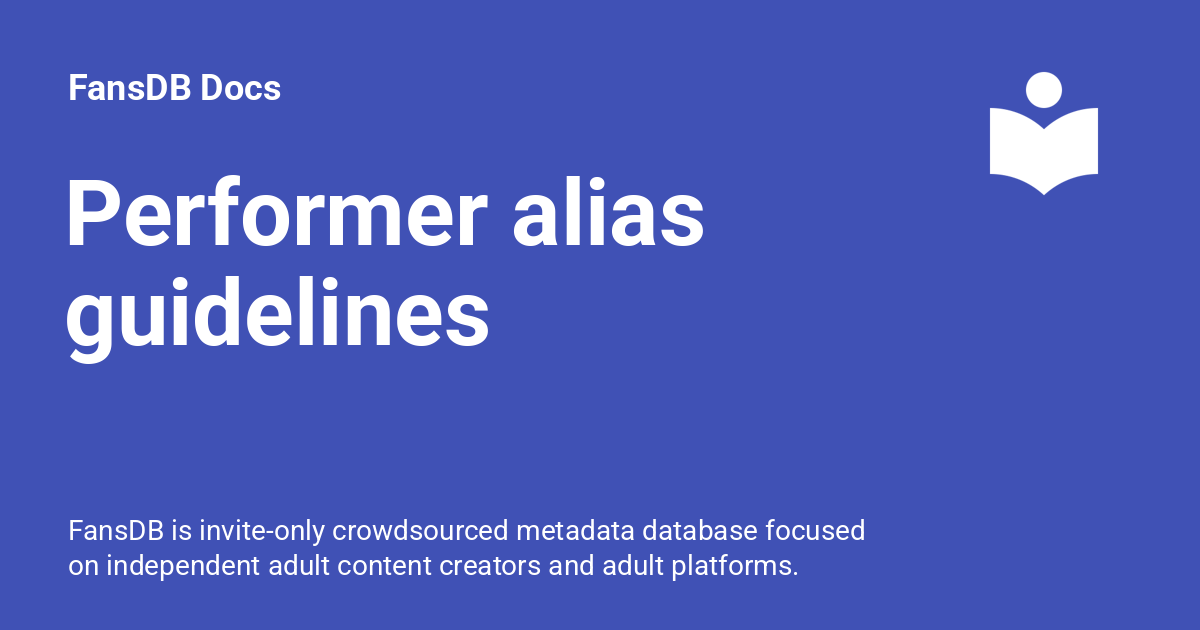 FansDB Docs
Performer alias
guidelines
FansDB is invite-only crowdsourced metadata database focused
on independent adult content creators and adult platforms.